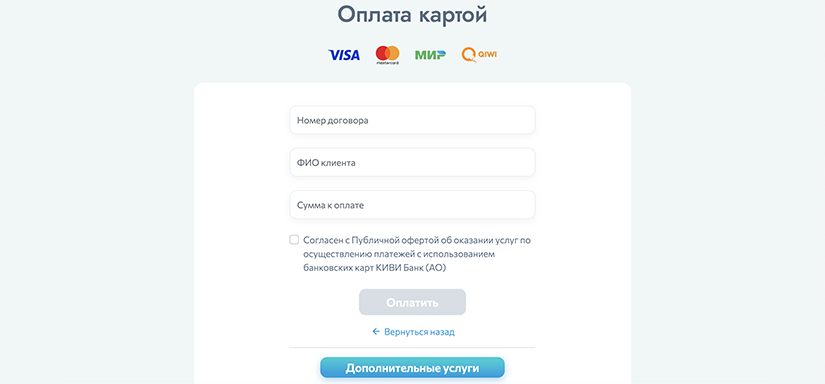 Оплата картой
VISA mastercard МИР QIWI
Номер договора
ФИО клиента
Сумма к оплате
Согласен с Публичной офертой об оказании услуг по
осуществлению платежей с использованием
банковских карт КИВИ Банк (АО)
Оплатить
← Вернуться назад
Дополнительные услуги